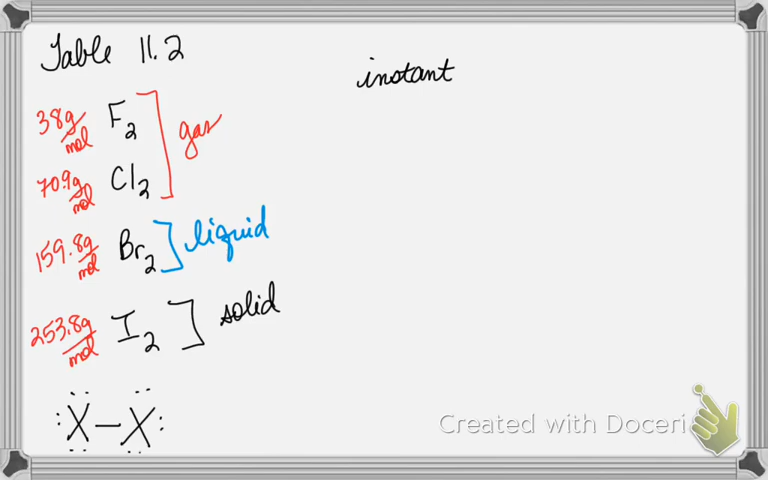 Table 11.2
instant
38g/mol F2
gas
70.9g/mol Cl2
159.8g/mol Br2 liquid
253.8g/mol I2 solid
:X–X:
Created with Doceri